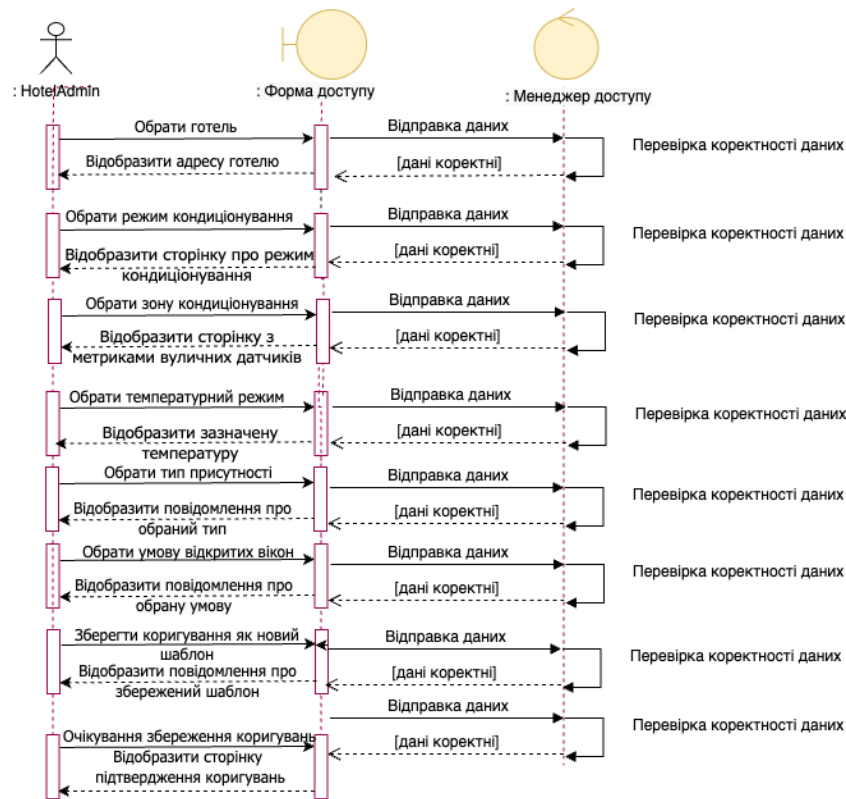 : HotelAdmin
: Форма доступу
: Менеджер доступу
Обрати готель
Відправка даних
Перевірка коректності даних
Відобразити адресу готелю
[дані коректні]
Обрати режим кондиціонування
Відправка даних
Перевірка коректності даних
Відобразити сторінку про режим
кондиціонування
[дані коректні]
Обрати зону кондиціонування
Відправка даних
Перевірка коректності даних
Відобразити сторінку з
метриками вуличних датчиків
[дані коректні]
Обрати температурний режим
Відправка даних
Перевірка коректності даних
Відобразити зазначену
температуру
[дані коректні]
Обрати тип присутності
Відправка даних
Перевірка коректності даних
Відобразити повідомлення про
обраний тип
[дані коректні]
Обрати умову відкритих вікон
Відправка даних
Перевірка коректності даних
Відобразити повідомлення про
обрану умову
[дані коректні]
Зберегти коригування як новий
шаблон
Відправка даних
Перевірка коректності даних
Відобразити повідомлення про
збережений шаблон
[дані коректні]
Відправка даних
Перевірка коректності даних
Очікування збереження коригувань
[дані коректні]
Відобразити сторінку
підтвердження коригувань